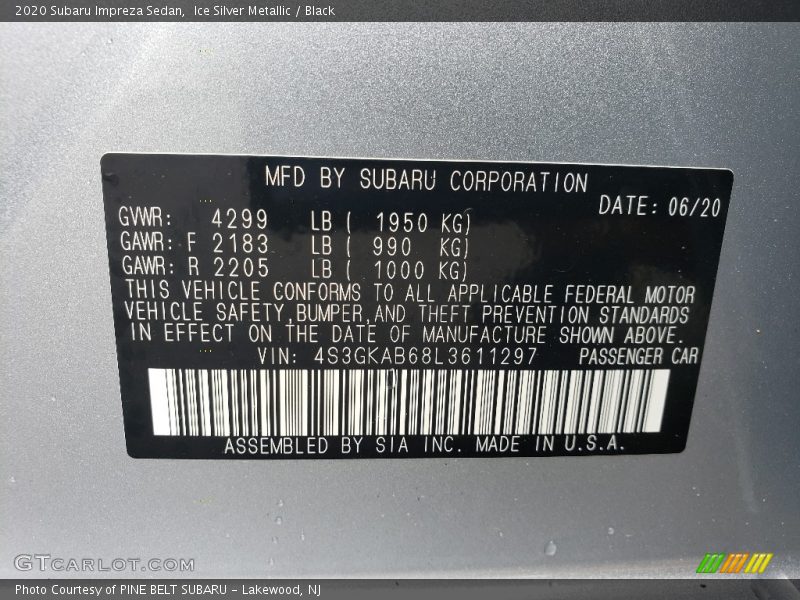 2020 Subaru Impreza Sedan,  Ice Silver Metallic / Black
MFD BY SUBARU CORPORATION
DATE: 06/20
GVWR: 4299 LB ( 1950 KG)
GAWR: F 2183 LB ( 990 KG)
GAWR: R 2205 LB ( 1000 KG)
THIS VEHICLE CONFORMS TO ALL APPLICABLE FEDERAL MOTOR
VEHICLE SAFETY,BUMPER,AND THEFT PREVENTION STANDARDS
IN EFFECT ON THE DATE OF MANUFACTURE SHOWN ABOVE.
VIN: 4S3GKAB68L3611297 PASSENGER CAR
ASSEMBLED BY SIA INC. MADE IN U.S.A.
GTCARLOT.COM
Photo Courtesy of PINE BELT SUBARU - Lakewood, NJ